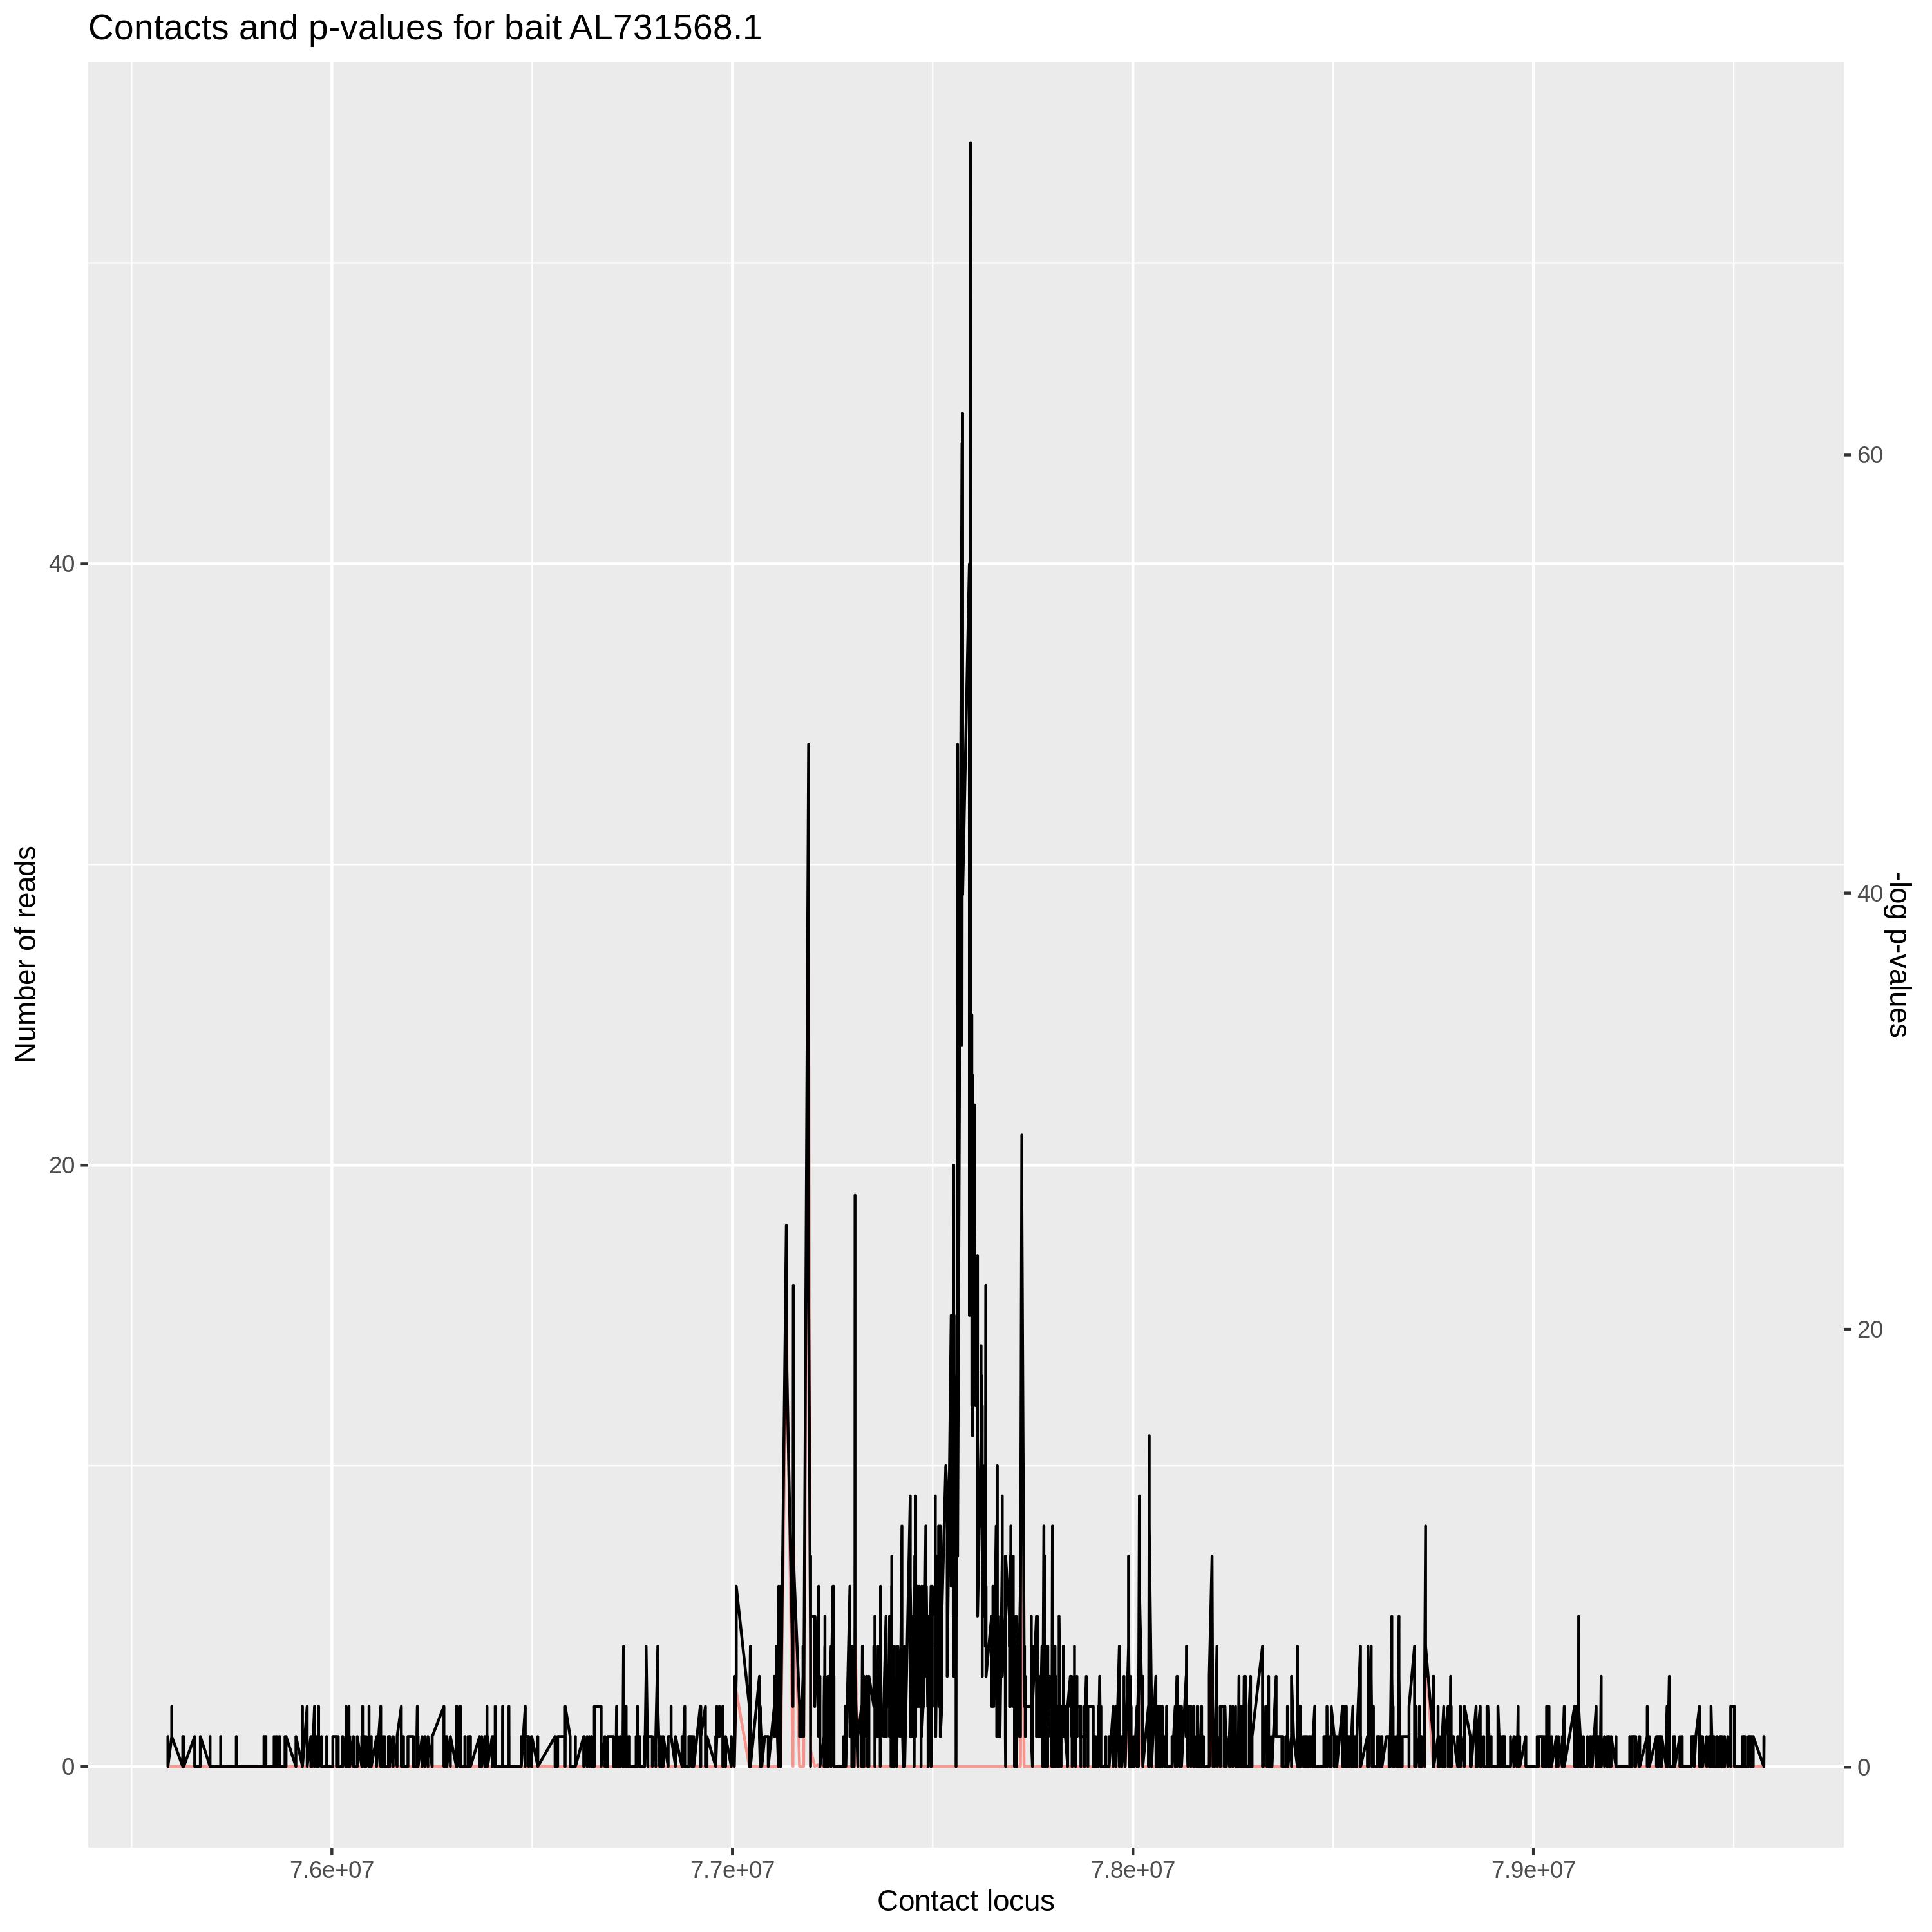 Contacts and p-values for bait AL731568.1
Number of reads
40
20
0
60
40
20
0
-log p-values
7.6e+07
7.7e+07
7.8e+07
7.9e+07
Contact locus